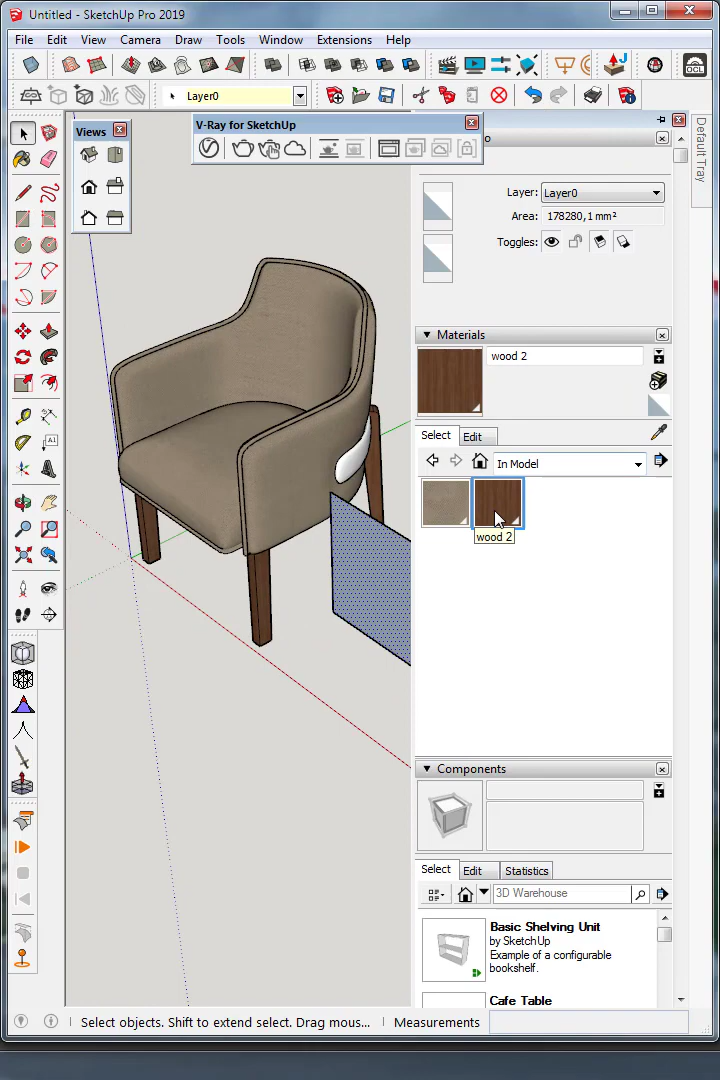 Untitled - SketchUp Pro 2019
File Edit View Camera Draw Tools Window Extensions Help
Layer0
OCL
Views
V-Ray for SketchUp
o
Layer: Layer0
Area: 178280,1 mm²
Toggles:
Default Tray
Materials
wood 2
Select Edit
In Model
wood 2
A1
Components
Select Edit Statistics
3D Warehouse
Basic Shelving Unit
by SketchUp
Example of a configurable
bookshelf.
Cafe Table
Select objects. Shift to extend select. Drag mous... Measurements